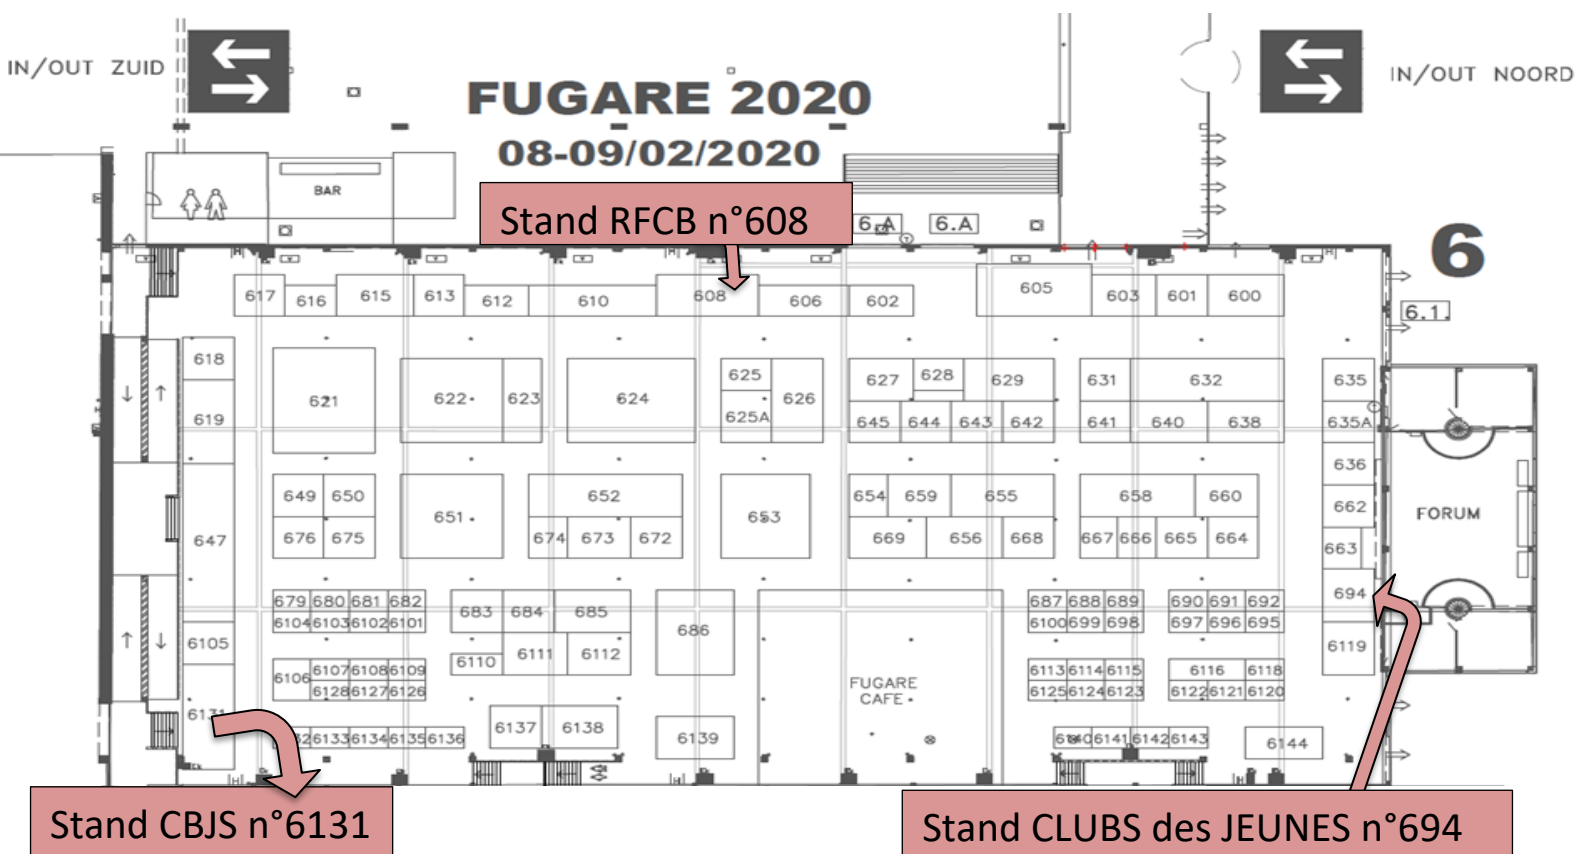 IN/OUT ZUID
FUGARE 2020
IN/OUT NOORD
08-09/02/2020
BAR
Stand RFCB n°608
6.A 6.A
6
6.1.
617 616 615 613 612 610 608 606 602 605 603 601 600
618 625 627 628 629 631 632 635
621 622 623 624 626
619 625A 645 644 643 642 641 640 638 635A
636
649 650 652 654 659 655 658 660
662
651 653 FORUM
647 676 675 674 673 672 669 656 668 667 666 665 664
663
694
679 680 681 682 683 684 685 687 688 689 690 691 692
6104 6103 6102 6101 686 6100 699 698 697 696 695
6105 6119
6110 6111 6112
6106 6107 6108 6109 6113 6114 6115 6116 6118
FUGARE
CAFE
6128 6127 6126 6125 6124 6123 6122 6121 6120
6131
6137 6138
6133 6134 6135 6136 6139 6140 6141 6142 6143 6144
Stand CBJS n°6131
Stand CLUBS des JEUNES n°694